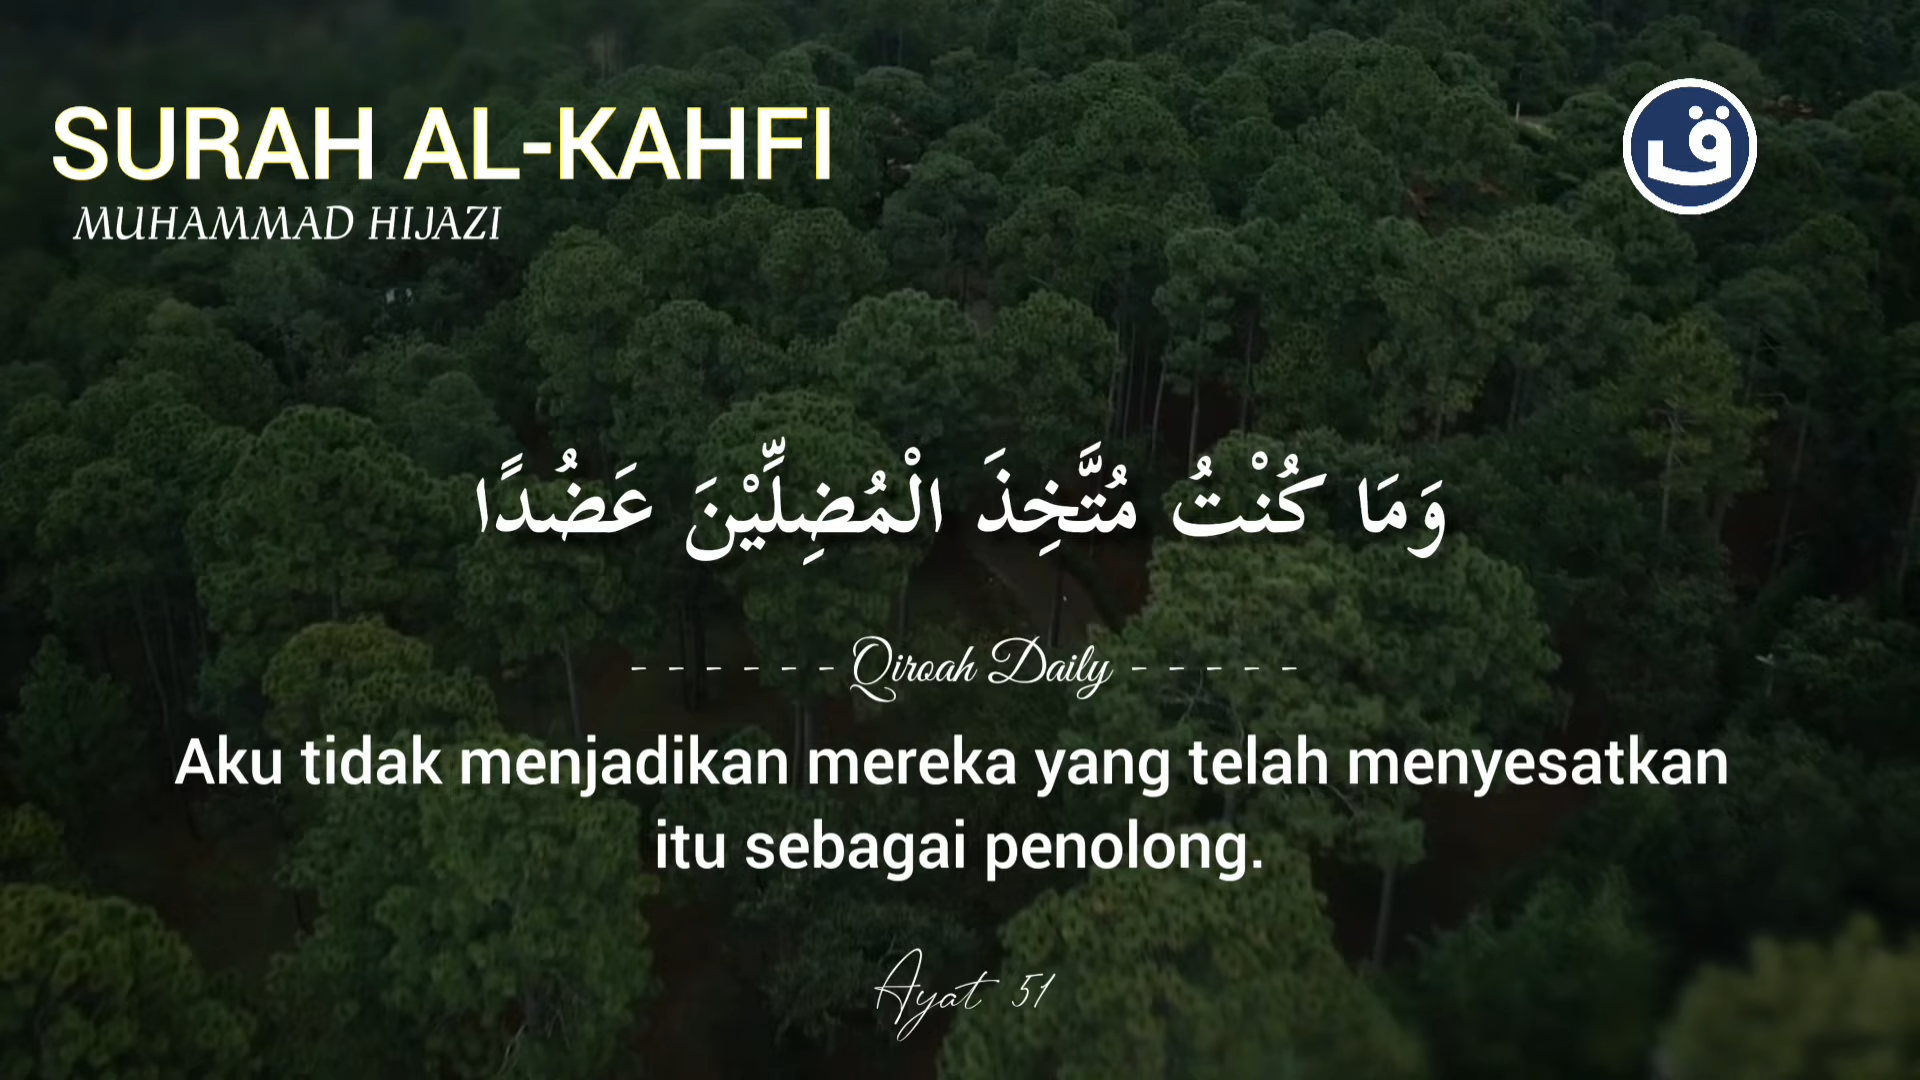 SURAH AL-KAHFI
MUHAMMAD HIJAZI
ق
وَمَا كُنْتُ مُتَّخِذَ الْمُضِلِّيْنَ عَضُدًا
- - - - - - Qiroah Daily - - - - -
Aku tidak menjadikan mereka yang telah menyesatkan
itu sebagai penolong.
Ayat 51